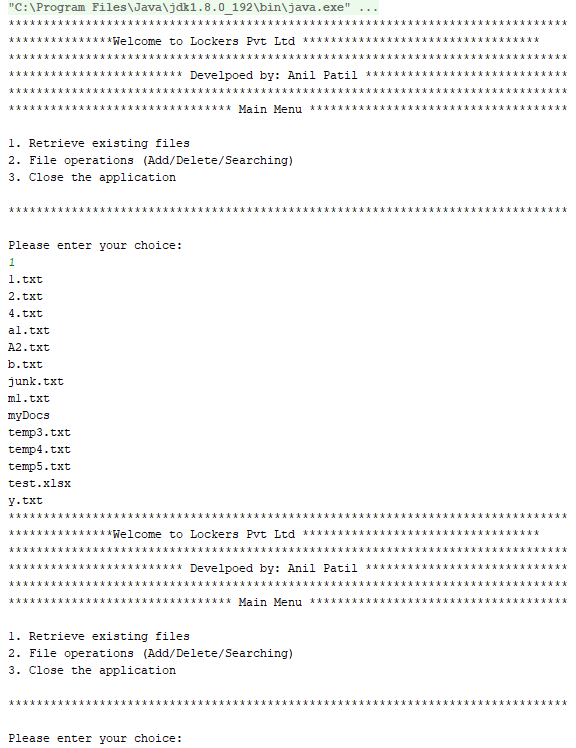 "C:\Program Files\Java\jdk1.8.0_192\bin\java.exe" ...
********************************************************************************
***************Welcome to Lockers Pvt Ltd **********************************
********************************************************************************
************************* Develpoed by: Anil Patil *****************************
********************************************************************************
******************************** Main Menu *************************************

1. Retrieve existing files
2. File operations (Add/Delete/Searching)
3. Close the application

********************************************************************************

Please enter your choice:
1
1.txt
2.txt
4.txt
a1.txt
A2.txt
b.txt
junk.txt
m1.txt
myDocs
temp3.txt
temp4.txt
temp5.txt
test.xlsx
y.txt
********************************************************************************
***************Welcome to Lockers Pvt Ltd **********************************
********************************************************************************
************************* Develpoed by: Anil Patil *****************************
********************************************************************************
******************************** Main Menu *************************************

1. Retrieve existing files
2. File operations (Add/Delete/Searching)
3. Close the application

********************************************************************************

Please enter your choice: